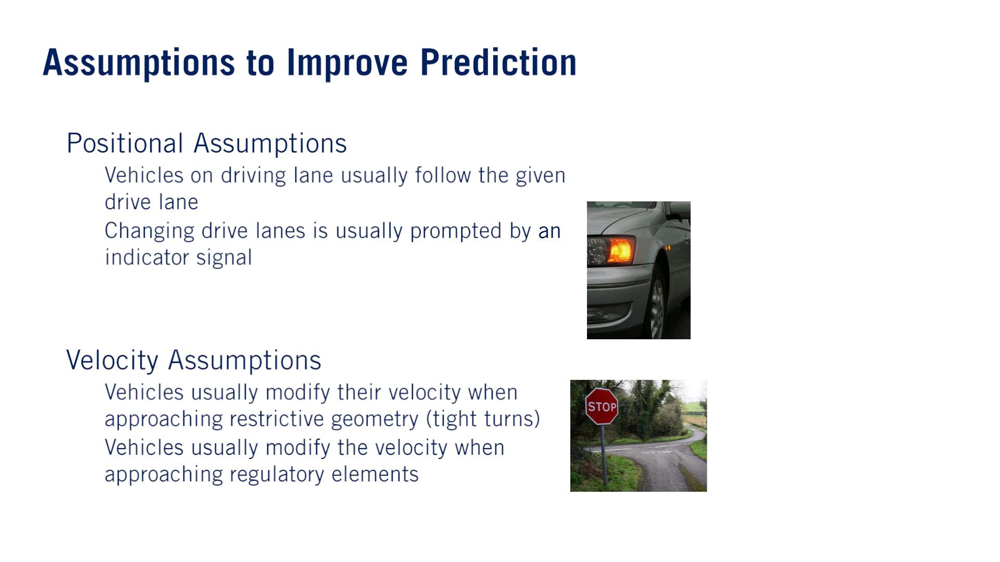 Assumptions to Improve Prediction
Positional Assumptions
Vehicles on driving lane usually follow the given
drive lane
Changing drive lanes is usually prompted by an
indicator signal
Velocity Assumptions
Vehicles usually modify their velocity when
approaching restrictive geometry (tight turns)
Vehicles usually modify the velocity when
approaching regulatory elements
STOP
STOP